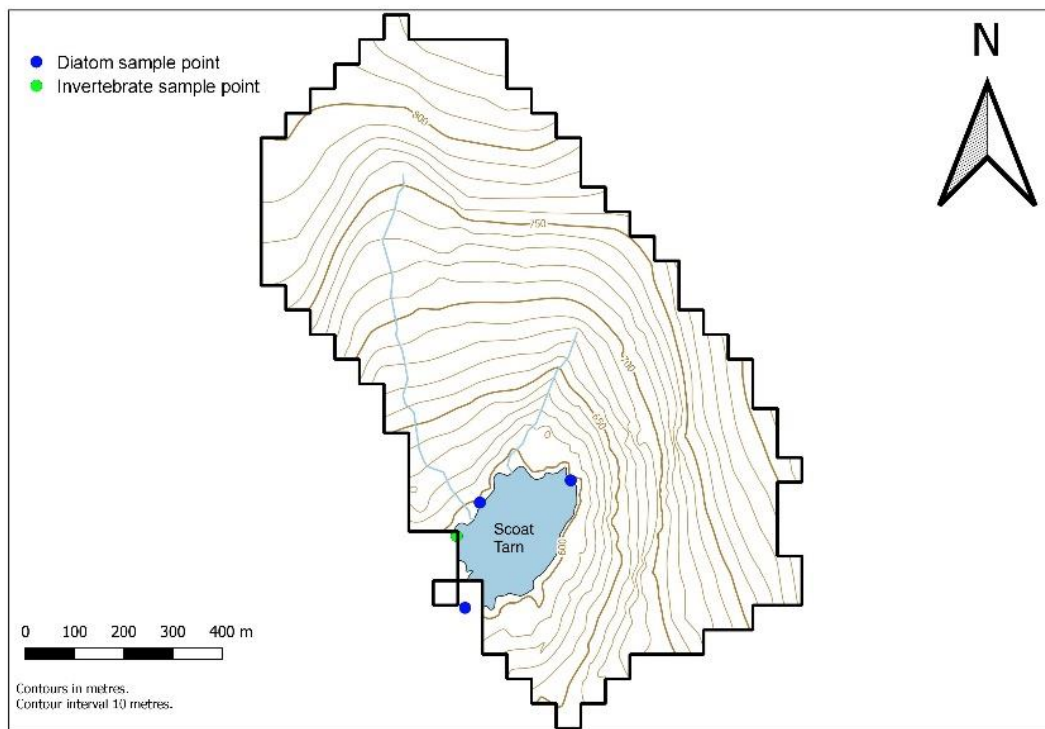 Diatom sample point
Invertebrate sample point
N
800
750
700
650
600
Scoat
Tarn
0 100 200 300 400 m
Contours in metres.
Contour interval 10 metres.